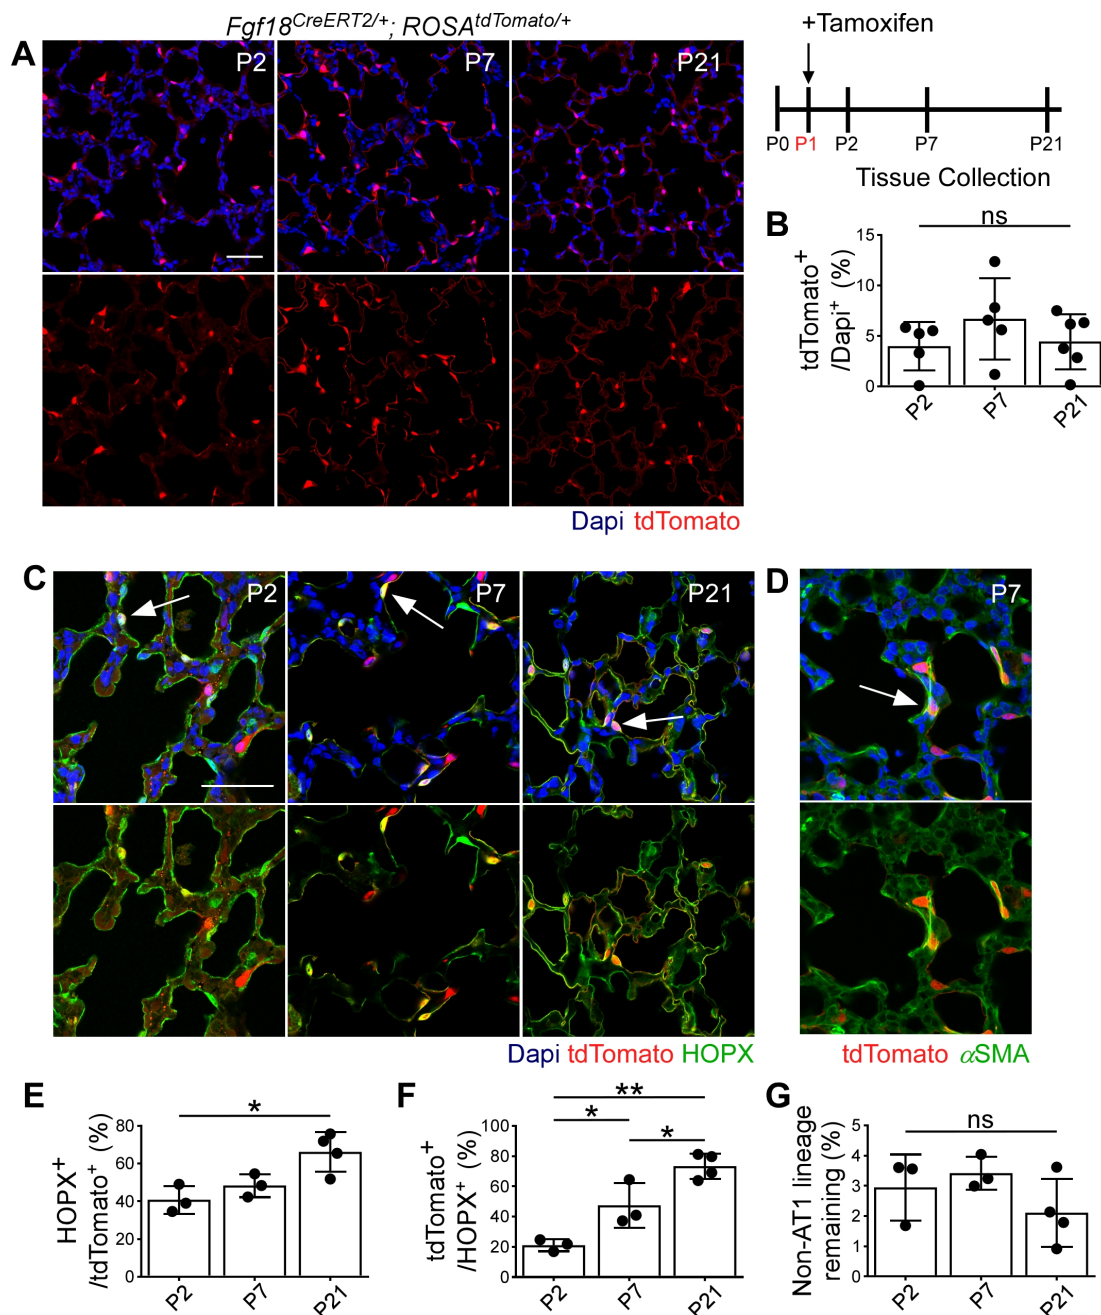 Fgf18CreERT2/+; ROSAtdTomato/+
+Tamoxifen
P0 P1 P2 P7 P21
Tissue Collection
A
P2 P7 P21
Dapi tdTomato
B
ns
tdTomato+
/Dapi+ (%)
15
10
5
0
P2 P7 P21
C
P2 P7 P21
Dapi tdTomato HOPX
D
P7
tdTomato αSMA
E
*
HOPX+
/tdTomato+ (%)
80
60
40
20
0
P2 P7 P21
F
**
*
*
tdTomato+
/HOPX+ (%)
100
80
60
40
20
0
P2 P7 P21
G
ns
Non-AT1 lineage
remaining (%)
5
4
3
2
1
0
P2 P7 P21